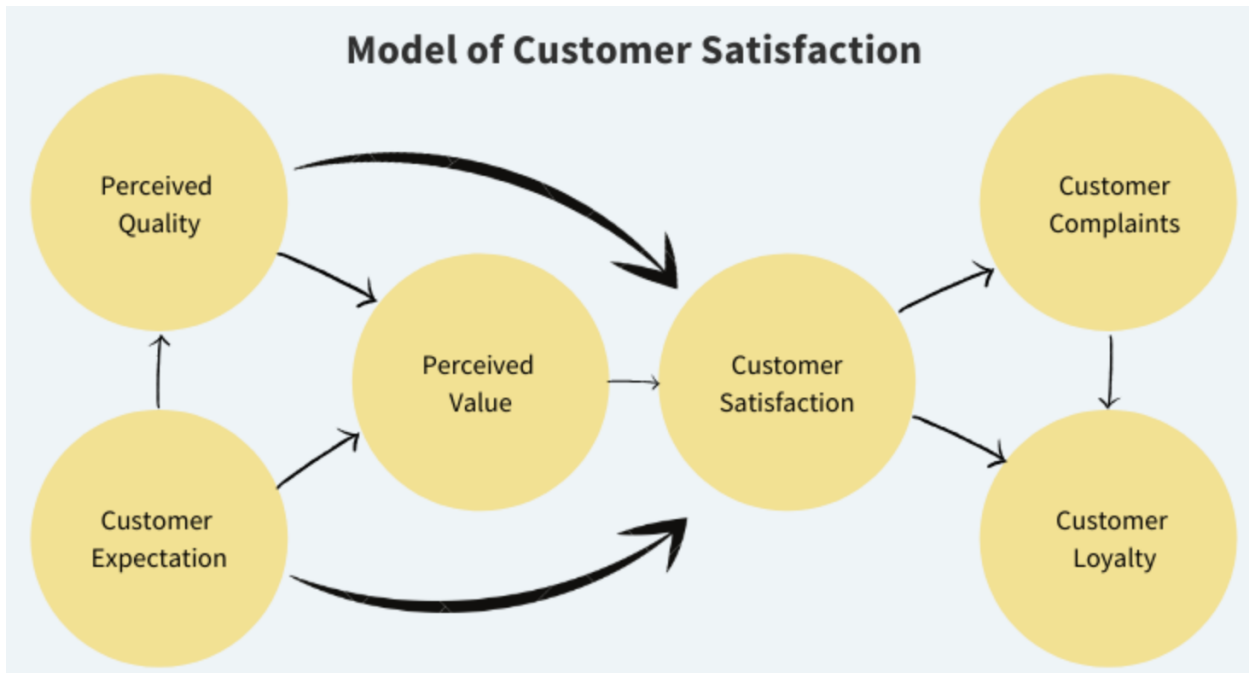 Model of Customer Satisfaction
Perceived
Quality
Customer
Complaints
Perceived
Value
Customer
Satisfaction
Customer
Expectation
Customer
Loyalty